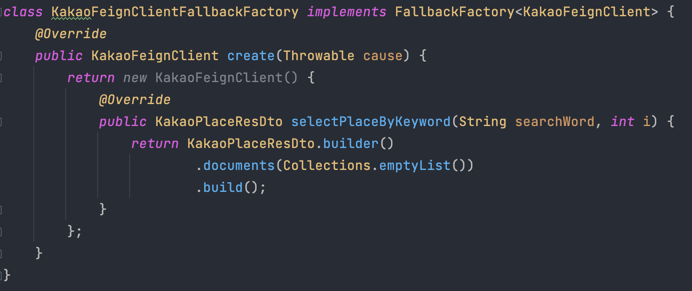 class KakaoFeignClientFallbackFactory implements FallbackFactory<KakaoFeignClient> {
    @Override
    public KakaoFeignClient create(Throwable cause) {
        return new KakaoFeignClient() {
            @Override
            public KakaoPlaceResDto selectPlaceByKeyword(String searchWord, int i) {
                return KakaoPlaceResDto.builder()
                        .documents(Collections.emptyList())
                        .build();
            }
        };
    }
}